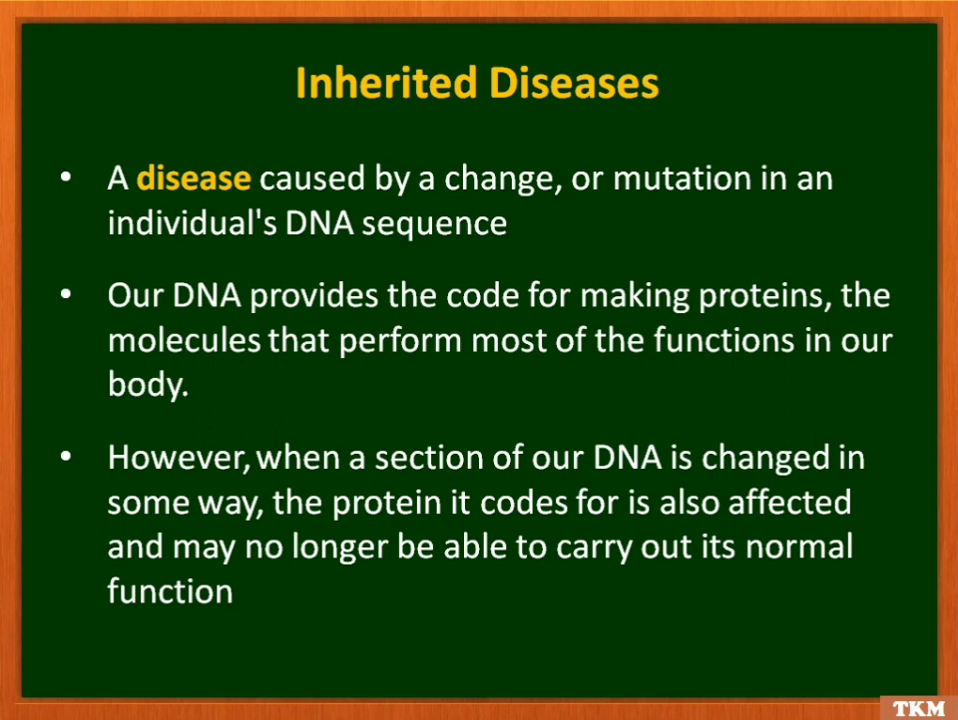 Inherited Diseases
• A disease caused by a change, or mutation in an
individual's DNA sequence
• Our DNA provides the code for making proteins, the
molecules that perform most of the functions in our
body.
• However, when a section of our DNA is changed in
some way, the protein it codes for is also affected
and may no longer be able to carry out its normal
function
TKM